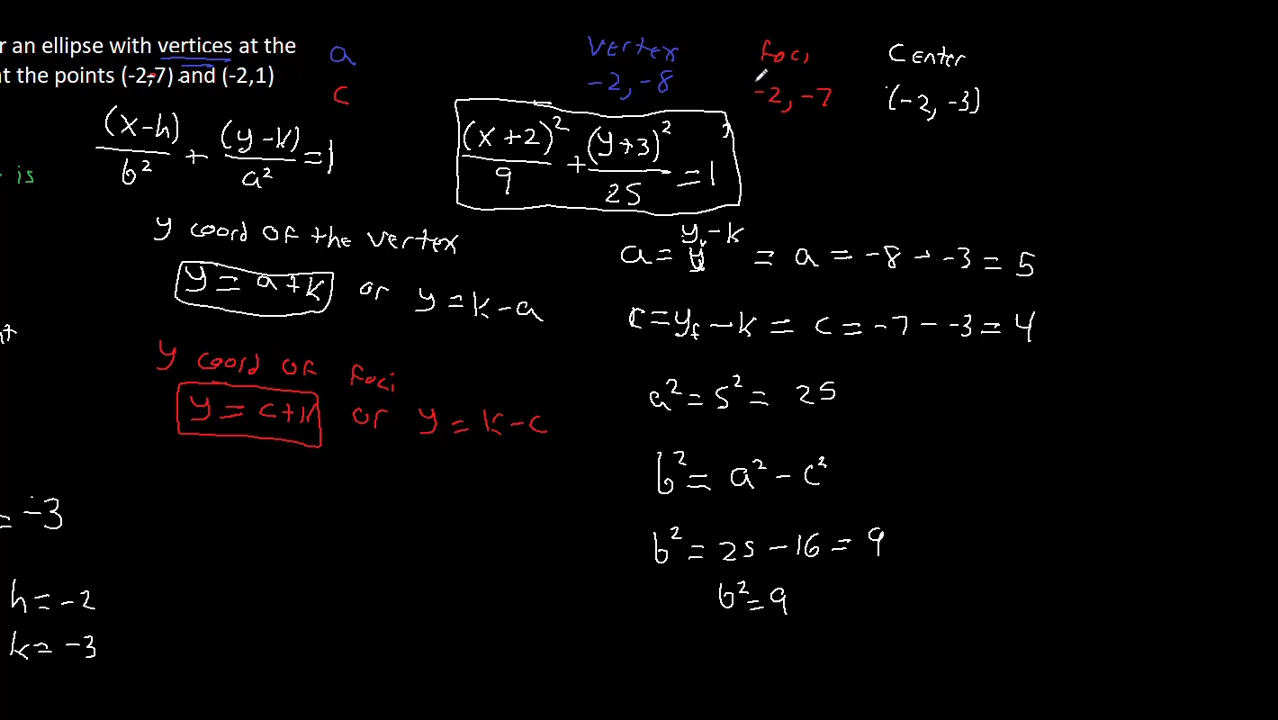 r an ellipse with vertices at the
at the points (-2,-7) and (-2,1)
a
c
vertex
-2, -8
foci
-2, -7
Center
(-2, -3)
(x-h)/b² + (y-k)/a² = 1
(x+2)²/9 + (y+3)²/25 = 1
is
y coord of the vertex
y = a+k or y = k-a
y coord of foci
y = c+k or y = k-c
= -3
h = -2
k = -3
a = yᵥ-k = a = -8 - -3 = 5
c = y_f - k = c = -7 - -3 = 4
a² = 5² = 25
b² = a² - c²
b² = 25 - 16 = 9
b² = 9